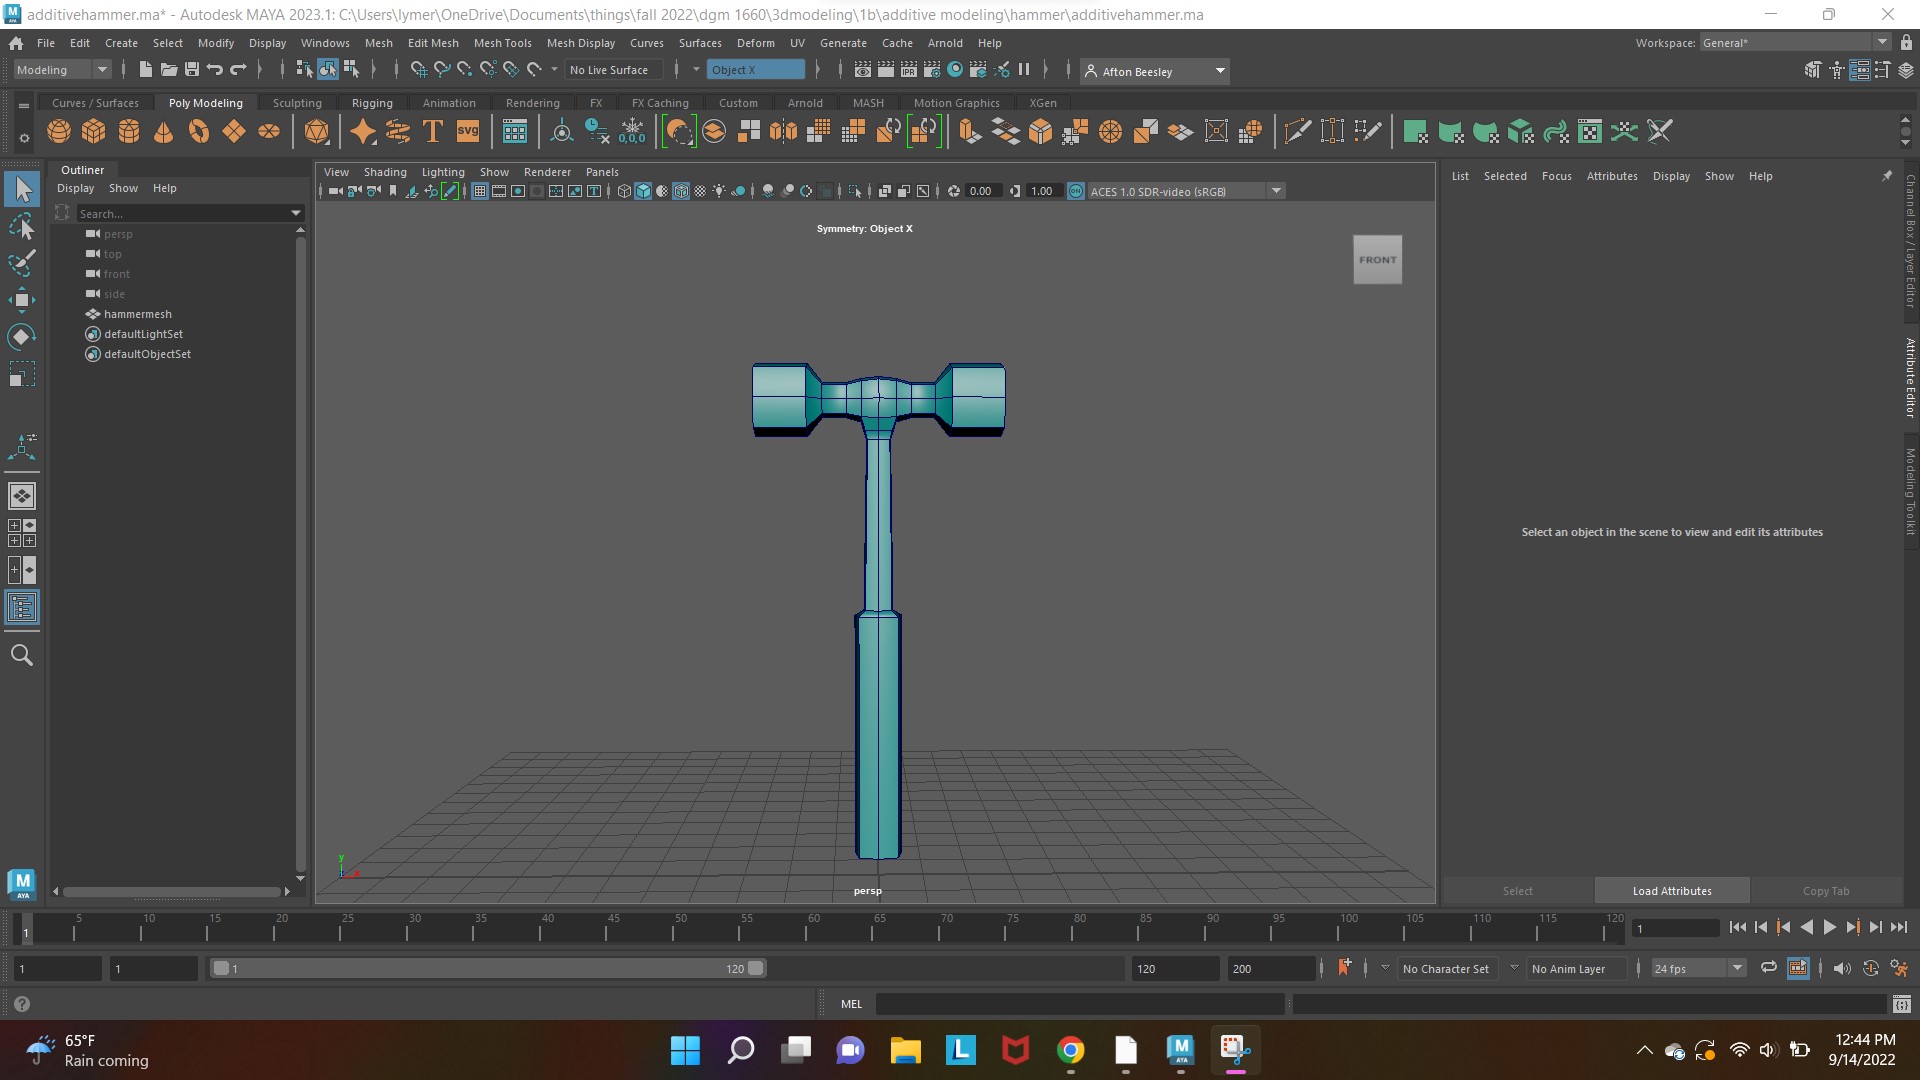 additivehammer.ma* - Autodesk MAYA 2023.1: C:\Users\lymer\OneDrive\Documents\things\fall 2022\dgm 1660\3dmodeling\1b\additive modeling\hammer\additivehammer.ma
File Edit Create Select Modify Display Windows Mesh Edit Mesh Mesh Tools Mesh Display Curves Surfaces Deform UV Generate Cache Arnold Help Workspace: General*
Modeling No Live Surface Object X IPR Afton Beesley
Curves / Surfaces Poly Modeling Sculpting Rigging Animation Rendering FX FX Caching Custom Arnold MASH Motion Graphics XGen
T svg 0,0,0
Outliner
Display Show Help
Search...
persp
top
front
side
hammermesh
defaultLightSet
defaultObjectSet
View Shading Lighting Show Renderer Panels
0.00 1.00 ON ACES 1.0 SDR-video (sRGB)
Symmetry: Object X
FRONT
y
x
persp
List Selected Focus Attributes Display Show Help
Select an object in the scene to view and edit its attributes
Select Load Attributes Copy Tab
Channel Box / Layer Editor
Attribute Editor
Modeling Toolkit
M
AYA
5 10 15 20 25 30 35 40 45 50 55 60 65 70 75 80 85 90 95 100 105 110 115 120
1 1
1 1 1 120 120 200 No Character Set No Anim Layer 24 fps
MEL
65°F
Rain coming
L
M
AYA
12:44 PM
9/14/2022